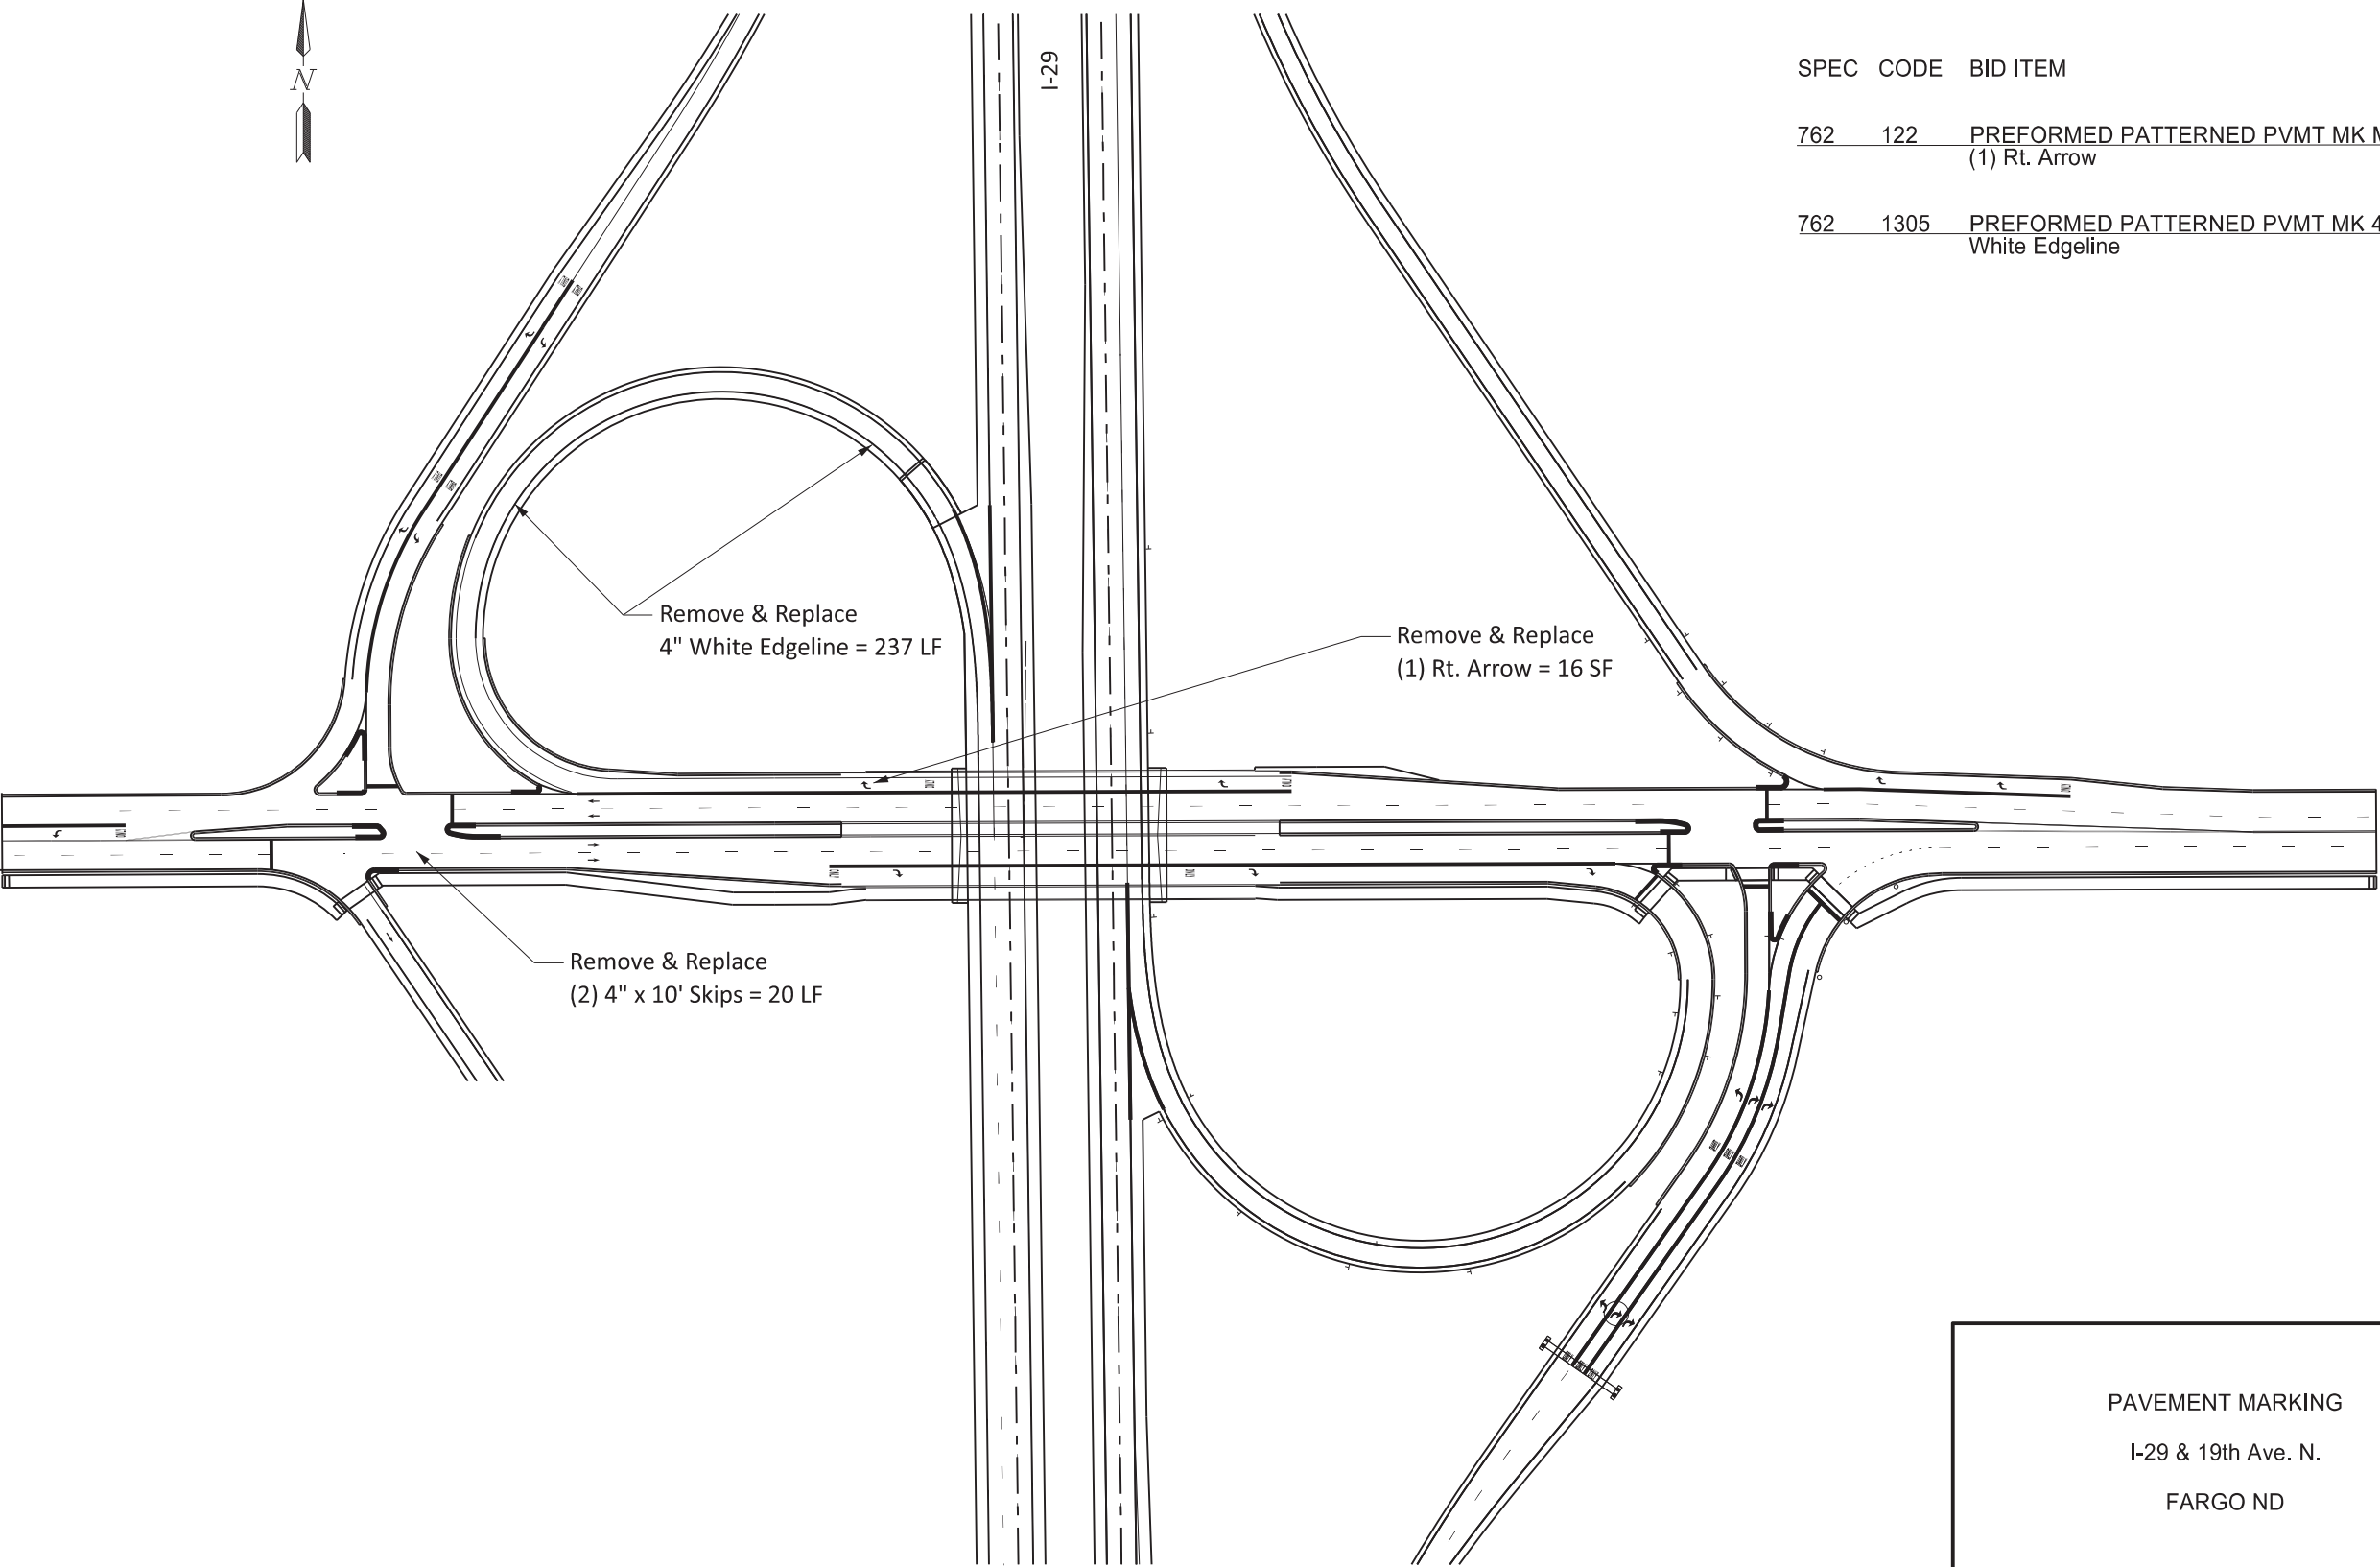 N
I-29
SPEC CODE BID ITEM
762 122 PREFORMED PATTERNED PVMT MK
(1) Rt. Arrow
762 1305 PREFORMED PATTERNED PVMT MK 4
White Edgeline
Remove & Replace
4" White Edgeline = 237 LF
Remove & Replace
(1) Rt. Arrow = 16 SF
Remove & Replace
(2) 4" x 10' Skips = 20 LF
PAVEMENT MARKING
I-29 & 19th Ave. N.
FARGO ND